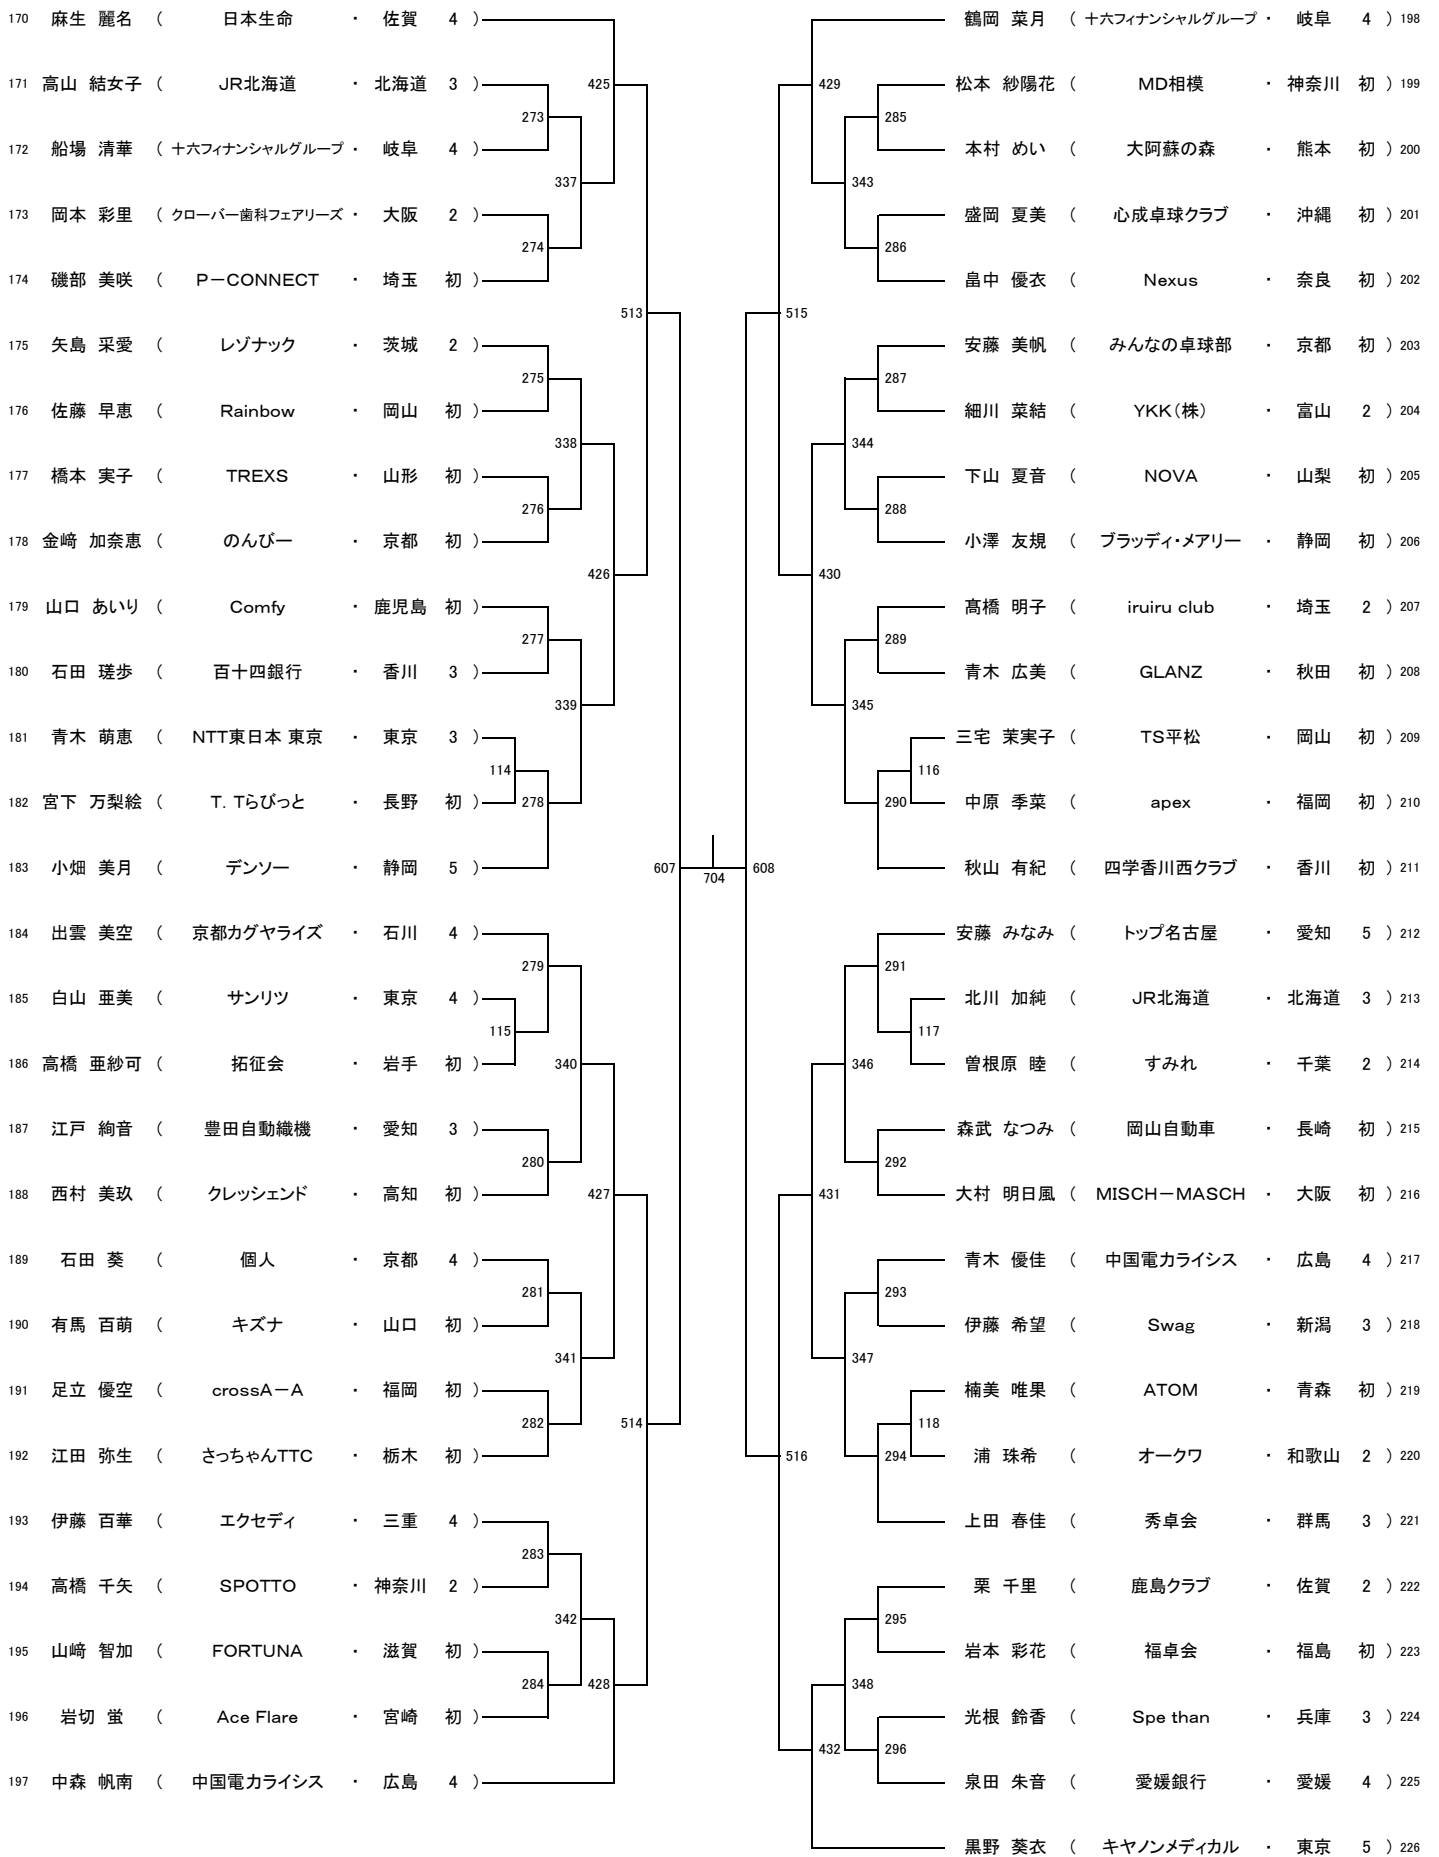 170 麻生 麗名 ( 日本生命 ・ 佐賀 4 )
171 高山 結女子 ( JR北海道 ・ 北海道 3 )
172 船場 清華 ( 十六フィナンシャルグループ ・ 岐阜 4 )
173 岡本 彩里 ( クローバー歯科フェアリーズ ・ 大阪 2 )
174 磯部 美咲 ( P－CONNECT ・ 埼玉 初 )
175 矢島 采愛 ( レゾナック ・ 茨城 2 )
176 佐藤 早恵 ( Rainbow ・ 岡山 初 )
177 橋本 実子 ( TREXS ・ 山形 初 )
178 金﨑 加奈恵 ( のんびー ・ 京都 初 )
179 山口 あいり ( Comfy ・ 鹿児島 初 )
180 石田 瑳歩 ( 百十四銀行 ・ 香川 3 )
181 青木 萌恵 ( NTT東日本 東京 ・ 東京 3 )
182 宮下 万梨絵 ( T．Tらびっと ・ 長野 初 )
183 小畑 美月 ( デンソー ・ 静岡 5 )
184 出雲 美空 ( 京都カグヤライズ ・ 石川 4 )
185 白山 亜美 ( サンリツ ・ 東京 4 )
186 高橋 亜紗可 ( 拓征会 ・ 岩手 初 )
187 江戸 絢音 ( 豊田自動織機 ・ 愛知 3 )
188 西村 美玖 ( クレッシェンド ・ 高知 初 )
189 石田 葵 ( 個人 ・ 京都 4 )
190 有馬 百萌 ( キズナ ・ 山口 初 )
191 足立 優空 ( crossA－A ・ 福岡 初 )
192 江田 弥生 ( さっちゃんTTC ・ 栃木 初 )
193 伊藤 百華 ( エクセディ ・ 三重 4 )
194 高橋 千矢 ( SPOTTO ・ 神奈川 2 )
195 山﨑 智加 ( FORTUNA ・ 滋賀 初 )
196 岩切 蛍 ( Ace Flare ・ 宮崎 初 )
197 中森 帆南 ( 中国電力ライシス ・ 広島 4 )
114
115
273
274
275
276
277
278
279
280
281
282
283
284
337
338
339
340
341
342
425
426
427
428
513
514
607
704
608
515
516
429
430
431
432
343
344
345
346
347
348
285
286
287
288
289
290
291
292
293
294
295
296
116
117
118
鶴岡 菜月 ( 十六フィナンシャルグループ ・ 岐阜 4 ) 198
松本 紗陽花 ( MD相模 ・ 神奈川 初 ) 199
本村 めい ( 大阿蘇の森 ・ 熊本 初 ) 200
盛岡 夏美 ( 心成卓球クラブ ・ 沖縄 初 ) 201
畠中 優衣 ( Nexus ・ 奈良 初 ) 202
安藤 美帆 ( みんなの卓球部 ・ 京都 初 ) 203
細川 菜結 ( YKK（株） ・ 富山 2 ) 204
下山 夏音 ( NOVA ・ 山梨 初 ) 205
小澤 友規 ( ブラッディ・メアリー ・ 静岡 初 ) 206
髙橋 明子 ( iruiru club ・ 埼玉 2 ) 207
青木 広美 ( GLANZ ・ 秋田 初 ) 208
三宅 茉実子 ( TS平松 ・ 岡山 初 ) 209
中原 季菜 ( apex ・ 福岡 初 ) 210
秋山 有紀 ( 四学香川西クラブ ・ 香川 初 ) 211
安藤 みなみ ( トップ名古屋 ・ 愛知 5 ) 212
北川 加純 ( JR北海道 ・ 北海道 3 ) 213
曽根原 睦 ( すみれ ・ 千葉 2 ) 214
森武 なつみ ( 岡山自動車 ・ 長崎 初 ) 215
大村 明日風 ( MISCH－MASCH ・ 大阪 初 ) 216
青木 優佳 ( 中国電力ライシス ・ 広島 4 ) 217
伊藤 希望 ( Swag ・ 新潟 3 ) 218
楠美 唯果 ( ATOM ・ 青森 初 ) 219
浦 珠希 ( オークワ ・ 和歌山 2 ) 220
上田 春佳 ( 秀卓会 ・ 群馬 3 ) 221
栗 千里 ( 鹿島クラブ ・ 佐賀 2 ) 222
岩本 彩花 ( 福卓会 ・ 福島 初 ) 223
光根 鈴香 ( Spe than ・ 兵庫 3 ) 224
泉田 朱音 ( 愛媛銀行 ・ 愛媛 4 ) 225
黒野 葵衣 ( キヤノンメディカル ・ 東京 5 ) 226